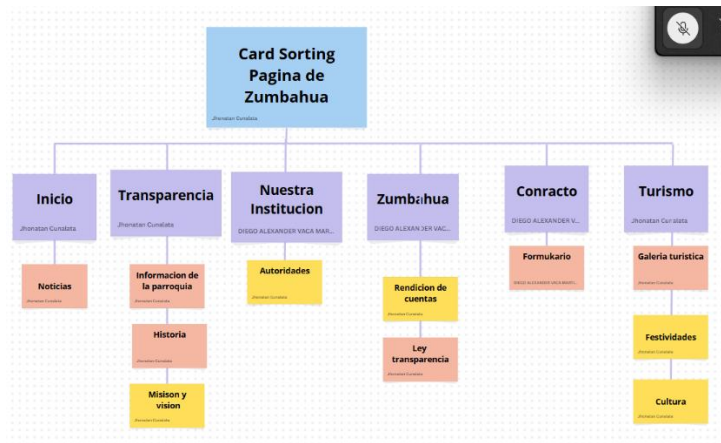 Card Sorting
Pagina de
Zumbahua
Jhonatan Cunalata
Inicio
Jhonatan Cunalata
Transparencia
Jhonatan Cunalata
Nuestra
Institucion
DIEGO ALEXANDER VACA MAR...
Zumbahua
DIEGO ALEXANDER VAC...
Conracto
DIEGO ALEXANDER V...
Turismo
Jhonatan Cunalata
Noticias
Jhonatan Cunalata
Informacion de
la parroquia
Jhonatan Cunalata
Autoridades
Jhonatan Cunalata
Rendicion de
cuentas
Jhonatan Cunalata
Formukario
DIEGO ALEXANDER VACA MART...
Galeria turistica
Jhonatan Cunalata
Historia
Jhonatan Cunalata
Ley
transparencia
Jhonatan Cunalata
Festividades
Jhonatan Cunalata
Misison y
vision
Jhonatan Cunalata
Cultura
Jhonatan Cunalata